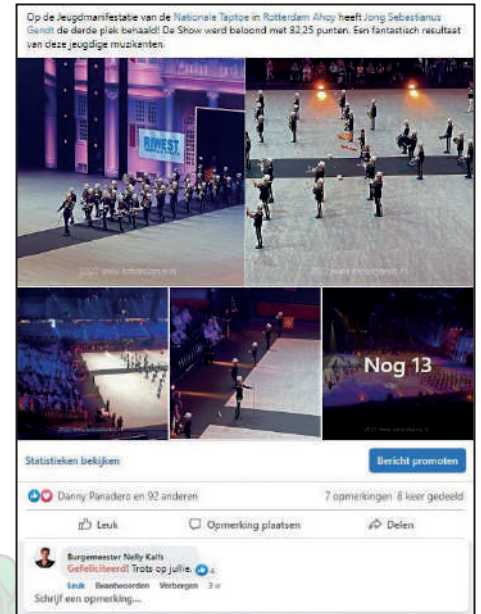 Op de Jeugdmanifestatie van de Nationale Taptoe in Rotterdam Ahoy heeft Jong Sebastianus
Gendt de derde plek behaald! De Show werd beloond met 82,25 punten. Een fantastisch resultaat
van deze jeugdige muzikanten.
RIWEST
Nog 13
Statistieken bekijken
Bericht promoten
Danny Panadero en 92 anderen
7 opmerkingen 8 keer gedeeld
Leuk
Opmerking plaatsen
Delen
Burgemeester Nelly Kalfs
Gefeliciteerd! Trots op jullie.
4
Leuk Beantwoorden Verbergen 3 w
Schrijf een opmerking...